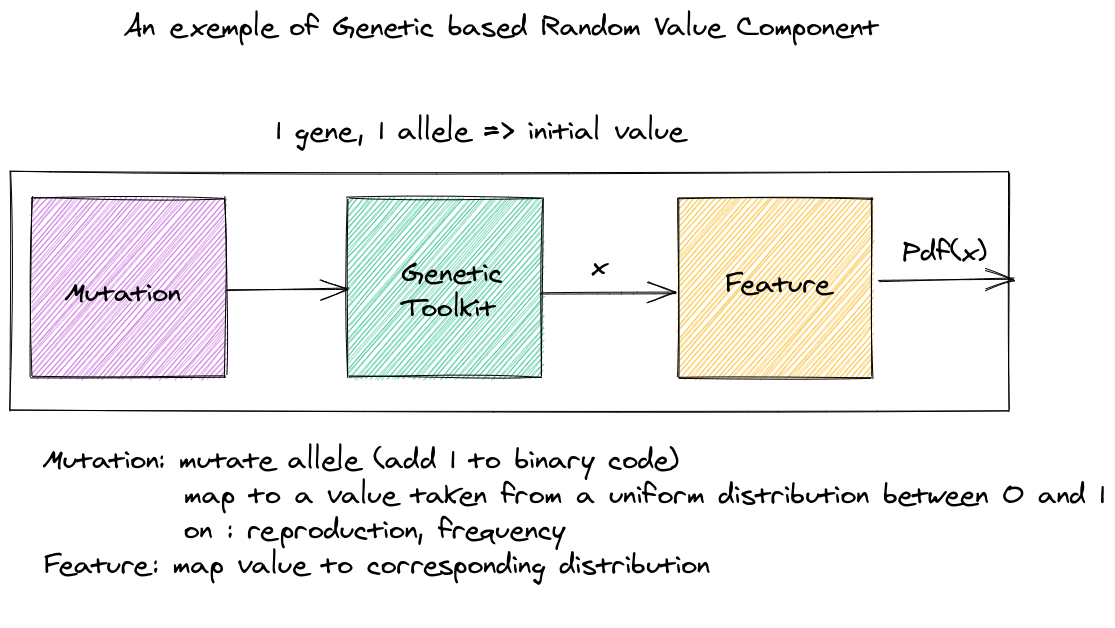 An exemple of Genetic based Random Value Component
1 gene, 1 allele => initial value
Mutation
Genetic
Toolkit
x
Feature
Pdf(x)
Mutation: mutate allele (add 1 to binary code)
map to a value taken from a uniform distribution between 0 and 1
on : reproduction, frequency
Feature: map value to corresponding distribution